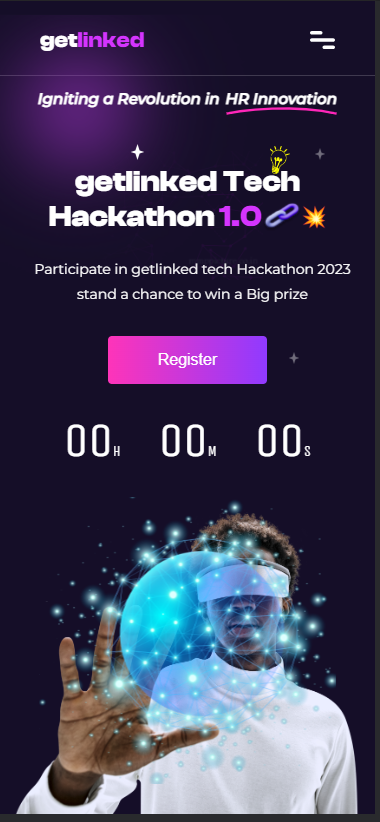 getlinked
Igniting a Revolution in HR Innovation
getlinked Tech
Hackathon 1.0
Participate in getlinked tech Hackathon 2023
stand a chance to win a Big prize
Register
00H 00M 00S